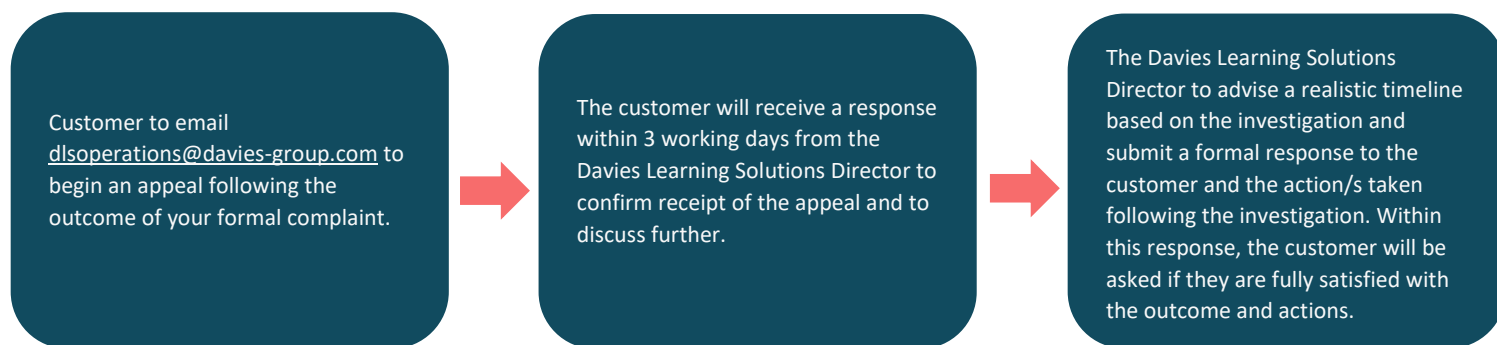 Customer to email
dlsoperations@davies-group.com to
begin an appeal following the
outcome of your formal complaint.
The customer will receive a response
within 3 working days from the
Davies Learning Solutions Director to
confirm receipt of the appeal and to
discuss further.
The Davies Learning Solutions
Director to advise a realistic timeline
based on the investigation and
submit a formal response to the
customer and the action/s taken
following the investigation. Within
this response, the customer will be
asked if they are fully satisfied with
the outcome and actions.